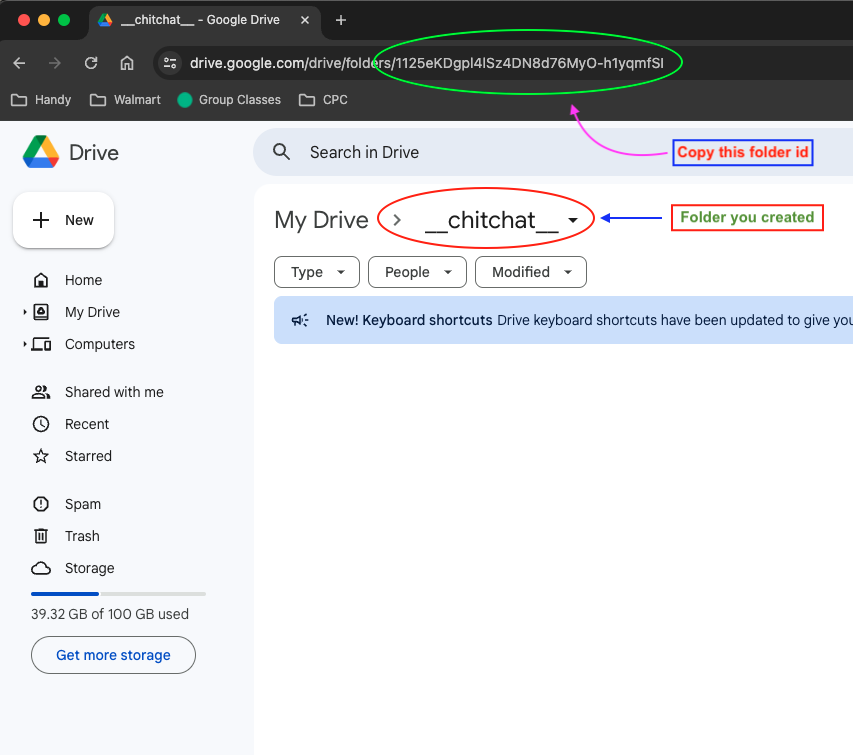 __chitchat__ - Google Drive
drive.google.com/drive/folders/1125eKDgpl4lSz4DN8d76MyO-h1yqmfSl
Handy
Walmart
Group Classes
CPC
Drive
Search in Drive
Copy this folder id
New
My Drive
__chitchat__
Folder you created
Type
People
Modified
Home
My Drive
Computers
New! Keyboard shortcuts Drive keyboard shortcuts have been updated to give you
Shared with me
Recent
Starred
Spam
Trash
Storage
39.32 GB of 100 GB used
Get more storage